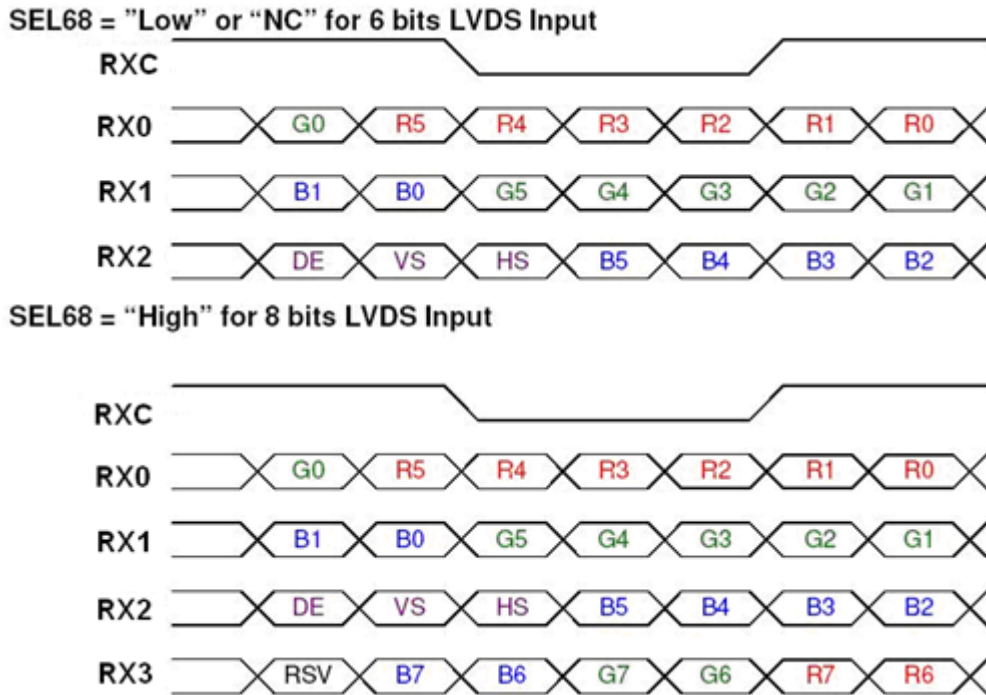 SEL68 = ”Low” or “NC” for 6 bits LVDS Input
RXC
RX0 G0 R5 R4 R3 R2 R1 R0
RX1 B1 B0 G5 G4 G3 G2 G1
RX2 DE VS HS B5 B4 B3 B2
SEL68 = “High” for 8 bits LVDS Input
RXC
RX0 G0 R5 R4 R3 R2 R1 R0
RX1 B1 B0 G5 G4 G3 G2 G1
RX2 DE VS HS B5 B4 B3 B2
RX3 RSV B7 B6 G7 G6 R7 R6